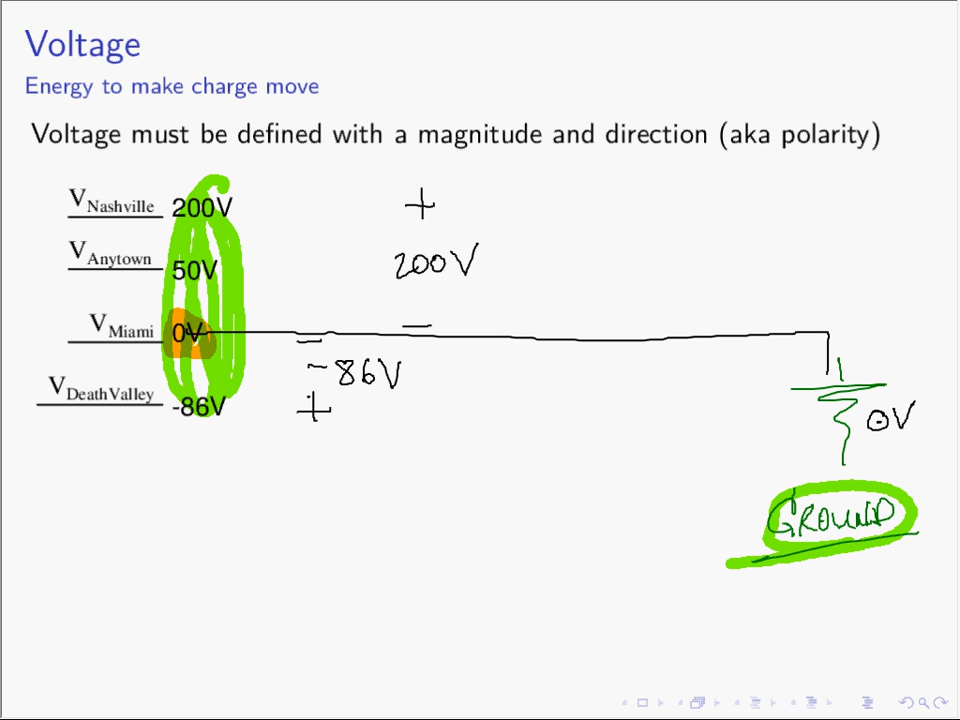 Voltage
Energy to make charge move
Voltage must be defined with a magnitude and direction (aka polarity)
VNashville 200V +
VAnytown 50V 200V
VMiami 0V −
-86V
VDeathValley -86V +
0V
GROUND